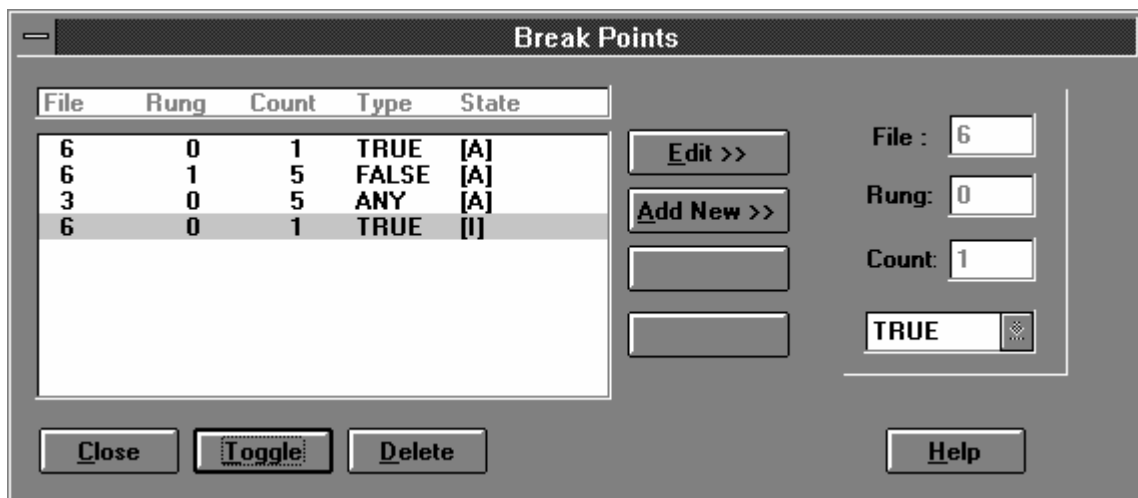 Break Points
File Rung Count Type State
6 0 1 TRUE [A]
6 1 5 FALSE [A]
3 0 5 ANY [A]
6 0 1 TRUE [I]
Edit >>
Add New >>
File : 6
Rung: 0
Count: 1
TRUE
Close Toggle Delete Help